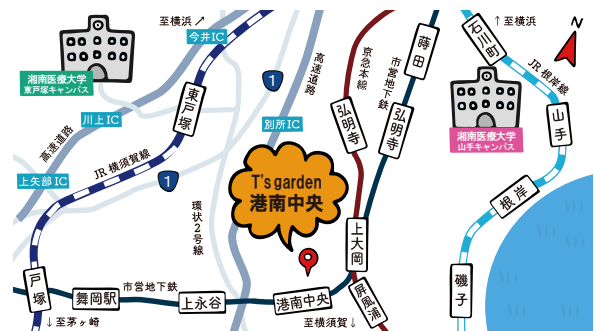 至横浜↗
今井IC
N
↑至横浜
石川町
蒔田
京急本線
高速道路
市営地下鉄
JR根岸線
湘南医療大学
東戸塚キャンパス
1
東戸塚
弘明寺
弘明寺
山手
川上IC
別所IC
湘南医療大学
山手キャンパス
高速道路
JR横須賀線
上矢部IC
1
T's garden
港南中央
根岸
環状2号線
上大岡
戸塚
市営地下鉄
舞岡駅
上永谷
港南中央
屏風浦
磯子
↓至茅ヶ崎
至横須賀↓